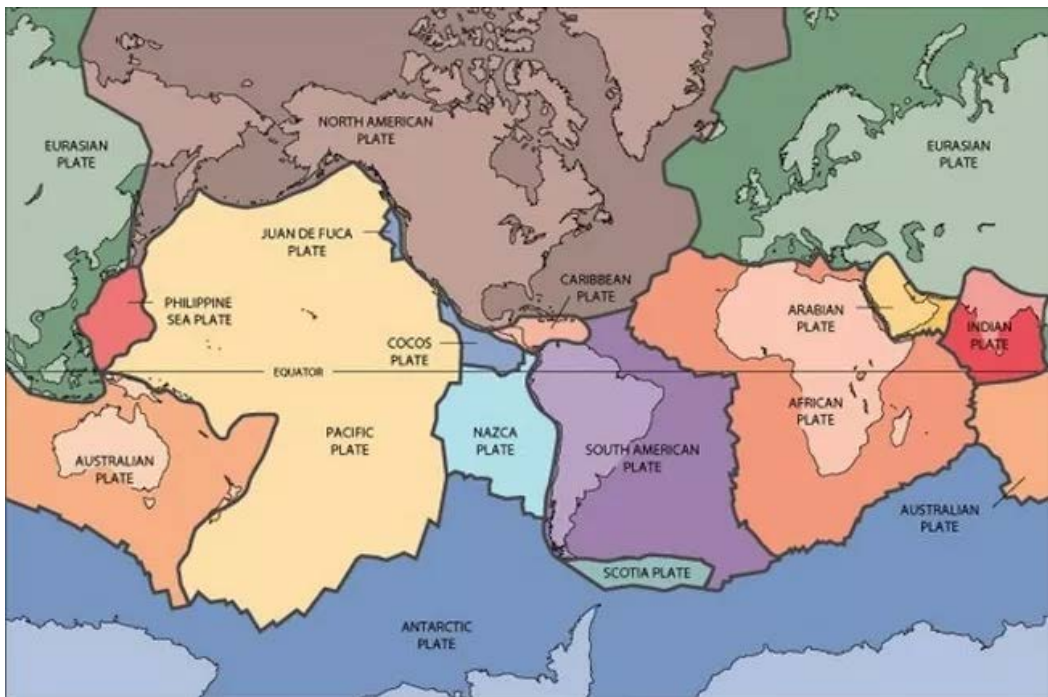 NORTH AMERICAN
PLATE
EURASIAN
PLATE
EURASIAN
PLATE
JUAN DE FUCA
PLATE
CARIBBEAN
PLATE
PHILIPPINE
SEA PLATE
ARABIAN
PLATE
INDIAN
PLATE
COCOS
PLATE
EQUATOR
AFRICAN
PLATE
PACIFIC
PLATE
NAZCA
PLATE
SOUTH AMERICAN
PLATE
AUSTRALIAN
PLATE
AUSTRALIAN
PLATE
SCOTIA PLATE
ANTARCTIC
PLATE